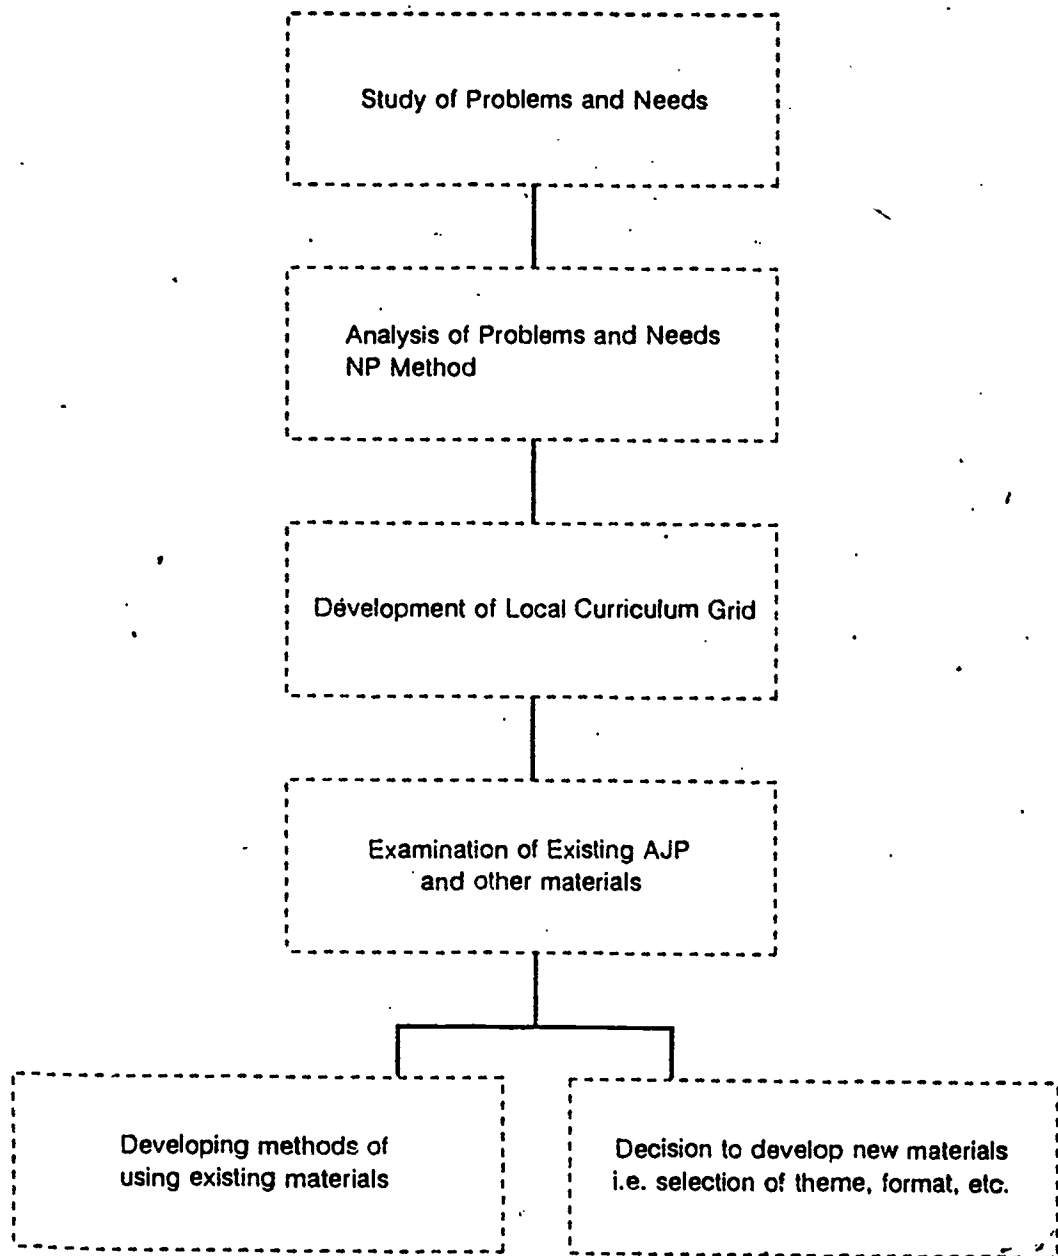 Study of Problems and Needs
Analysis of Problems and Needs
NP Method
Development of Local Curriculum Grid
Examination of Existing AJP
and other materials
Developing methods of
using existing materials
Decision to develop new materials
i.e. selection of theme, format, etc.